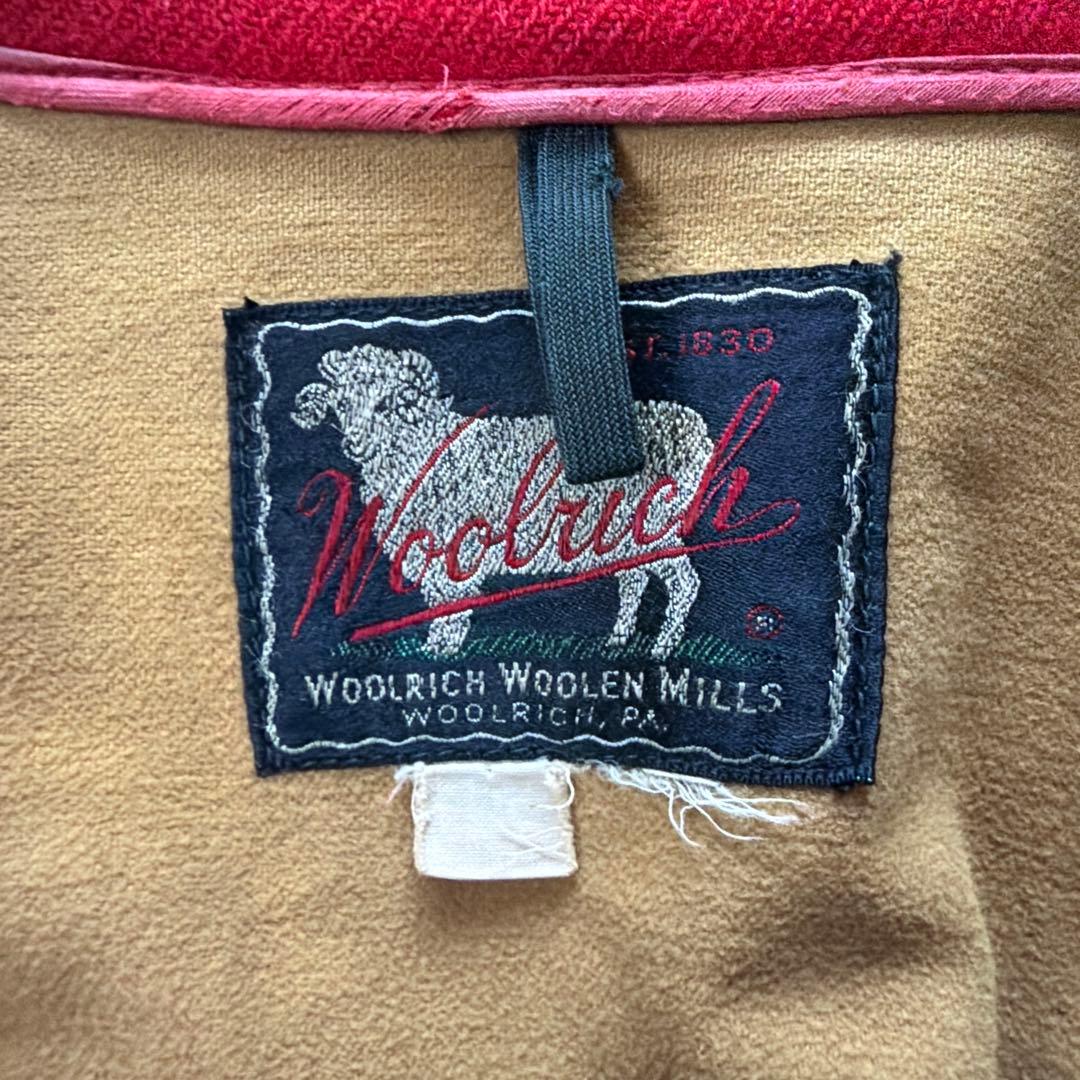 ST. 1830
Woolrich
®
WOOLRICH WOOLEN MILLS
WOOLRICH, PA.